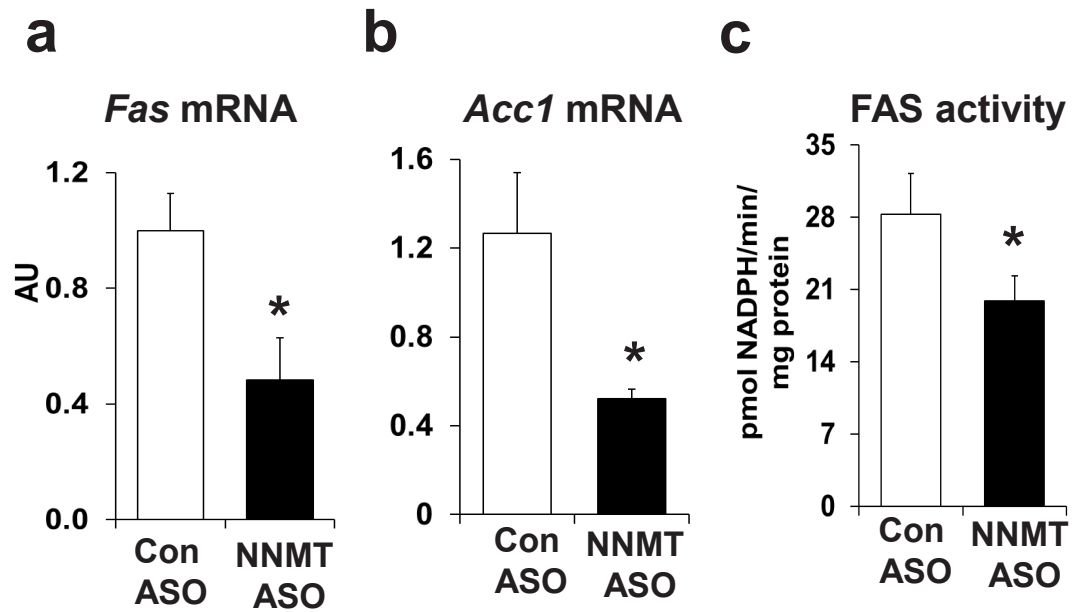 a
Fas mRNA
AU
1.2
0.8
0.4
0.0
*
Con
ASO
NNMT
ASO
b
Acc1 mRNA
1.6
1.2
0.8
0.4
0
*
Con
ASO
NNMT
ASO
c
FAS activity
pmol NADPH/min/
mg protein
35
28
21
14
7
0
*
Con
ASO
NNMT
ASO